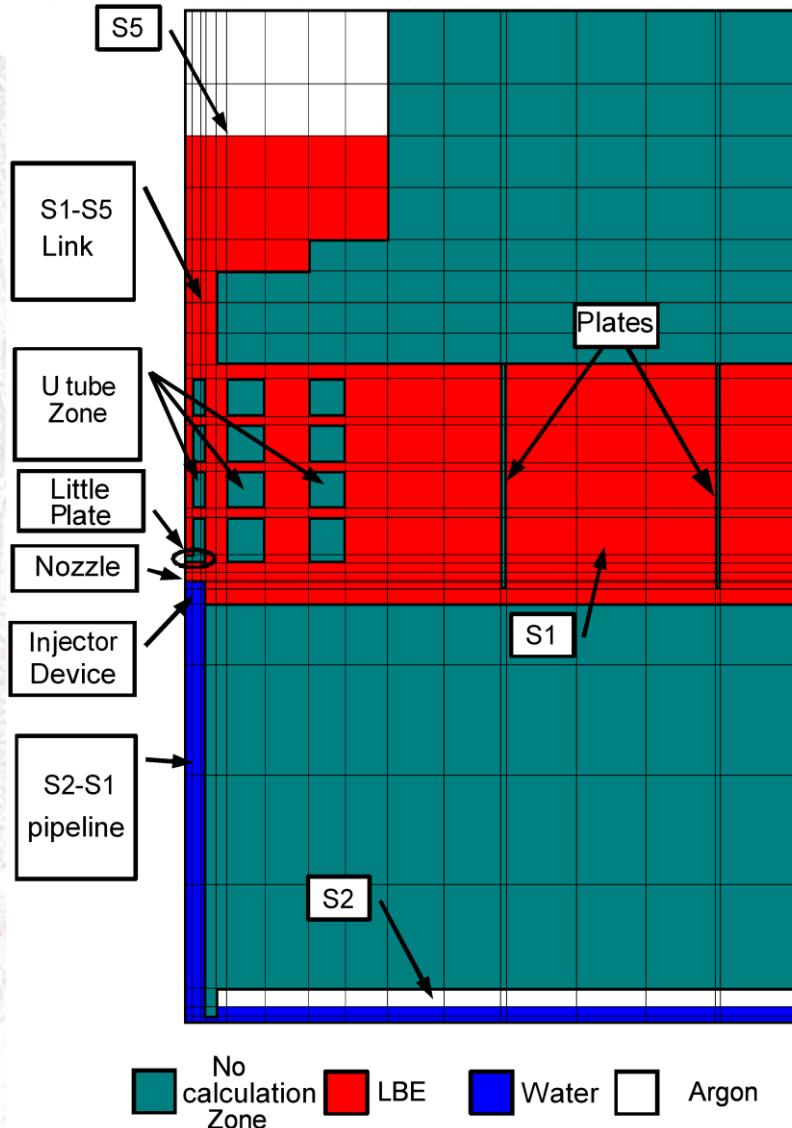 S5
S1-S5
Link
Plates
U tube
Zone
Little
Plate
Nozzle
S1
Injector
Device
S2-S1
pipeline
S2
No
calculation
Zone
LBE
Water
Argon